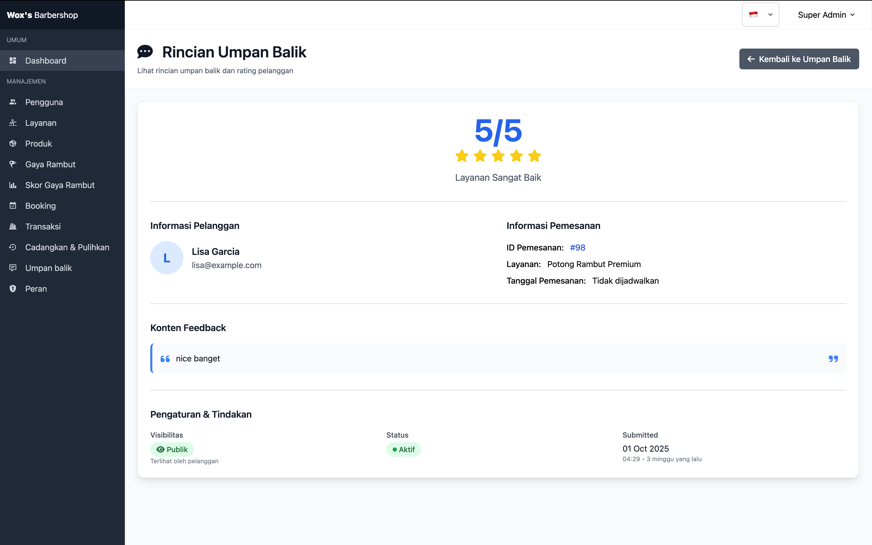 Wox's Barbershop
Super Admin
UMUM
Dashboard
MANAJEMEN
Pengguna
Layanan
Produk
Gaya Rambut
Skor Gaya Rambut
Booking
Transaksi
Cadangkan & Pulihkan
Umpan balik
Peran
Rincian Umpan Balik
Lihat rincian umpan balik dan rating pelanggan
Kembali ke Umpan Balik
5/5
Layanan Sangat Baik
Informasi Pelanggan
L
Lisa Garcia
lisa@example.com
Informasi Pemesanan
ID Pemesanan: #98
Layanan: Potong Rambut Premium
Tanggal Pemesanan: Tidak dijadwalkan
Konten Feedback
nice banget
Pengaturan & Tindakan
Visibilitas
Publik
Terlihat oleh pelanggan
Status
Aktif
Submitted
01 Oct 2025
04:29 • 3 minggu yang lalu